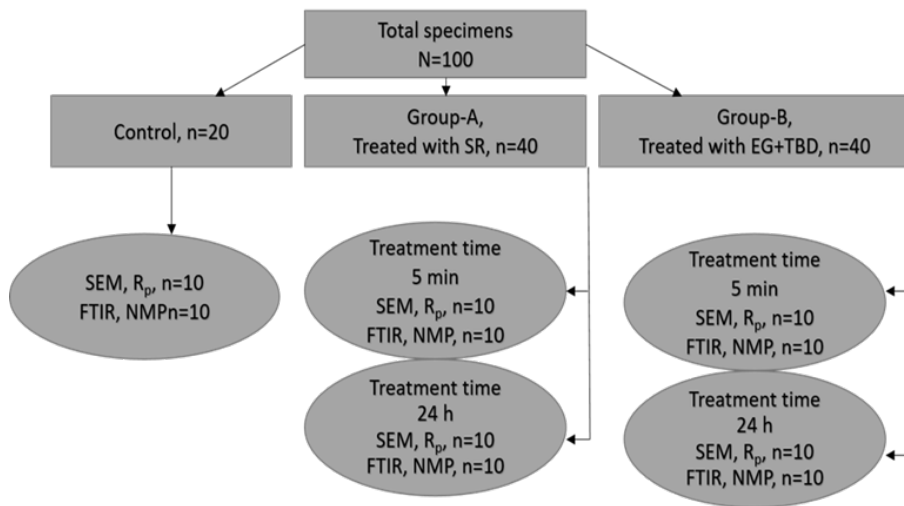 Total specimens
N=100
Control, n=20
Group-A,
Treated with SR, n=40
Group-B,
Treated with EG+TBD, n=40
SEM, Rp, n=10
FTIR, NMPn=10
Treatment time
5 min
SEM, Rp, n=10
FTIR, NMP, n=10
Treatment time
24 h
SEM, Rp, n=10
FTIR, NMP, n=10
Treatment time
5 min
SEM, Rp, n=10
FTIR, NMP, n=10
Treatment time
24 h
SEM, Rp, n=10
FTIR, NMP, n=10